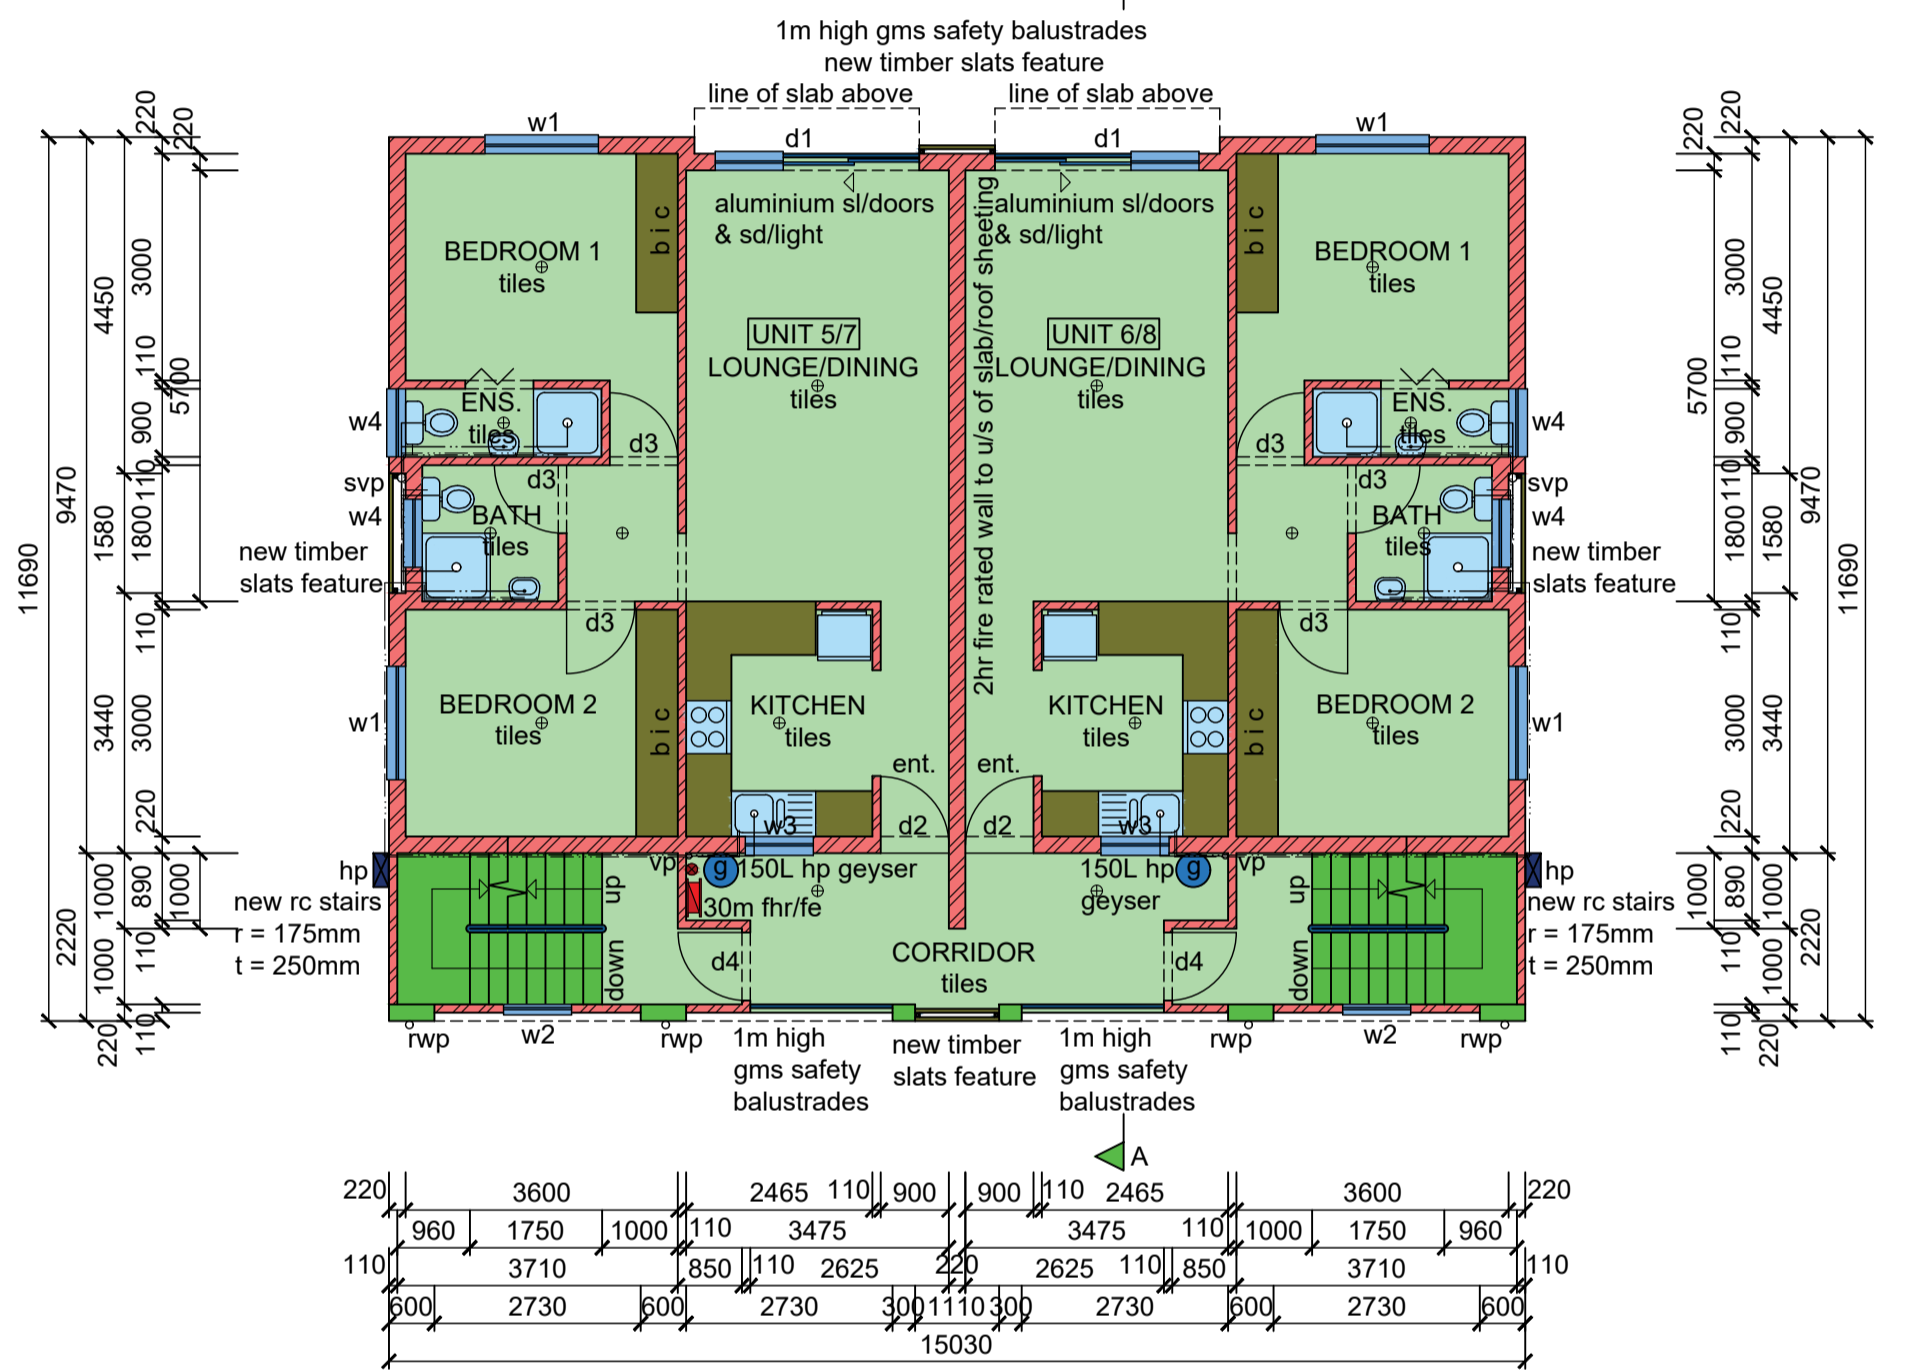 1m high gms safety balustrades
new timber slats feature
line of slab above
line of slab above
w1
d1
d1
w1
220
220
3000
4450
110
5700
900
9470
110
1800
1580
11690
110
3440
3000
220
1000
890
1000
2220
110
1000
220
110
b i c
BEDROOM 1
tiles
aluminium sl/doors
& sd/light
UNIT 5/7
LOUNGE/DINING
tiles
2hr fire rated wall to u/s of slab/roof sheeting
aluminium sl/doors
& sd/light
UNIT 6/8
LOUNGE/DINING
tiles
b i c
BEDROOM 1
tiles
w4
ENS.
tiles
d3
d3
svp
w4
BATH
tiles
new timber
slats feature
d3
w1
BEDROOM 2
tiles
b i c
KITCHEN
tiles
ent.
d2
w3
KITCHEN
tiles
ent.
d2
w3
d3
ENS.
tiles
w4
d3
BATH
tiles
svp
w4
new timber
slats feature
d3
b i c
BEDROOM 2
tiles
w1
hp
new rc stairs
r = 175mm
t = 250mm
up
down
vp
g
150L hp geyser
30m fhr/fe
d4
CORRIDOR
tiles
150L hp
geyser
g
vp
d4
up
down
hp
new rc stairs
r = 175mm
t = 250mm
rwp
w2
rwp
1m high
gms safety
balustrades
new timber
slats feature
1m high
gms safety
balustrades
rwp
w2
rwp
A
220
220
3000
4450
110
5700
900
9470
110
1800
1580
11690
110
3000
3440
220
1000
890
1000
2220
110
1000
110
220
220 3600 2465 110 900 900 110 2465 3600 220
960 1750 1000 110 3475 3475 110 1000 1750 960
110 3710 850 110 2625 220 2625 110 850 3710 110
600 2730 600 2730 300 1110 300 2730 600 2730 600
15030